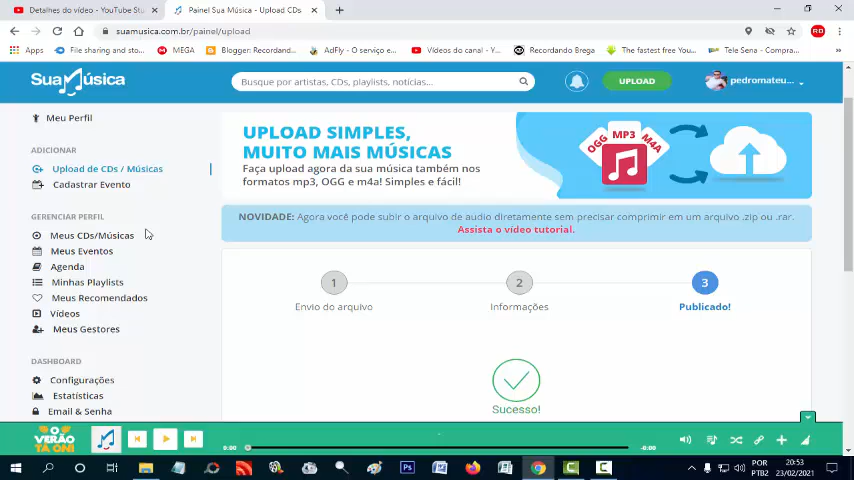 Detalhes do vídeo - YouTube Stu
Painel Sua Música - Upload CDs
suamusica.com.br/painel/upload
RD
Apps
File sharing and sto...
MEGA
Blogger: Recordand...
AdFly - O serviço e...
Vídeos do canal - Y...
Recordando Brega
The fastest free You...
Tele Sena - Compra...
SUA MÚSICA
Busque por artistas, CDs, playlists, notícias...
UPLOAD
pedromateu...
Meu Perfil
ADICIONAR
Upload de CDs / Músicas
Cadastrar Evento
GERENCIAR PERFIL
Meus CDs/Músicas
Meus Eventos
Agenda
Minhas Playlists
Meus Recomendados
Vídeos
Meus Gestores
DASHBOARD
Configurações
Estatísticas
Email & Senha
UPLOAD SIMPLES,
MUITO MAIS MÚSICAS
Faça upload agora da sua música também nos
formatos mp3, OGG e m4a! Simples e fácil!
OGG
MP3
M4A
NOVIDADE: Agora você pode subir o arquivo de audio diretamente sem precisar comprimir em um arquivo .zip ou .rar.
Assista o vídeo tutorial.
1
2
3
Envio do arquivo
Informações
Publicado!
Sucesso!
O
VERÃO
TÁ ON!
0:00
-0:00
Ps
POR
PTB2
20:53
23/02/2021